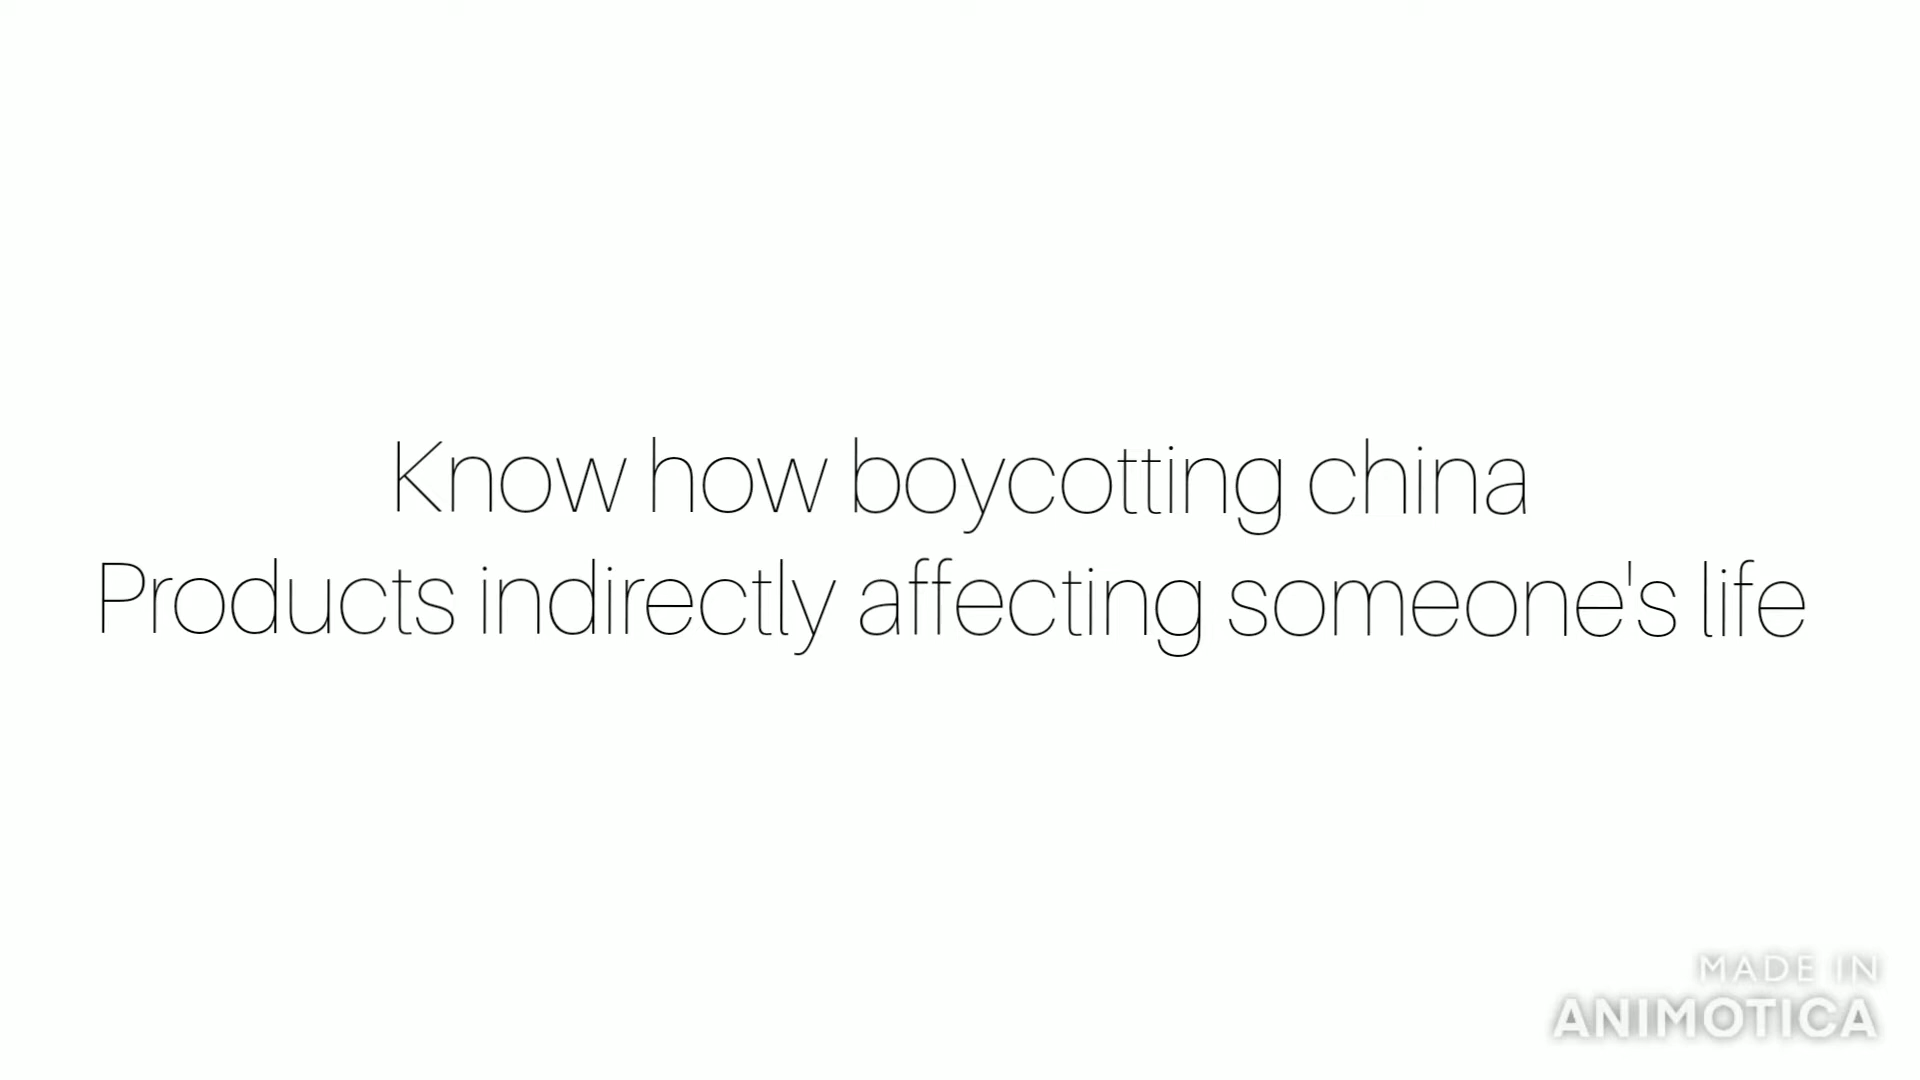 Know how boycotting china
Products indirectly affecting someone's life
MADE IN
ANIMOTICA